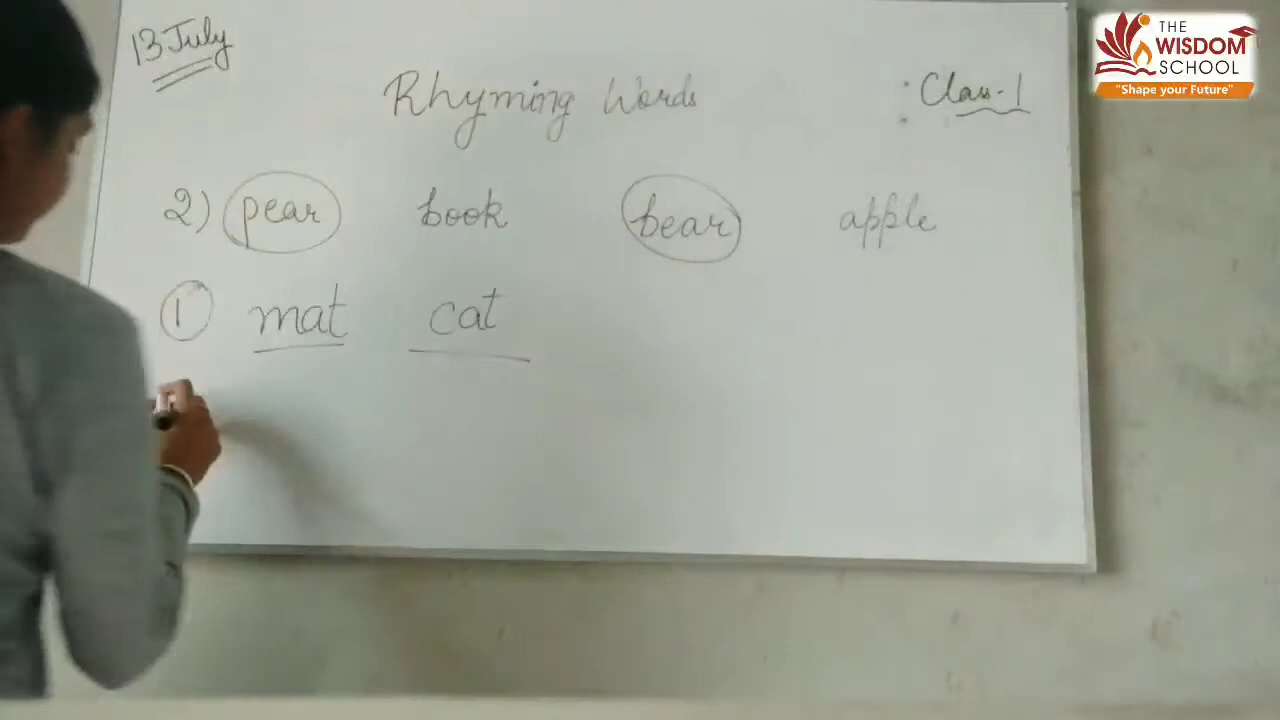 13 July
THE
WISDOM
SCHOOL
"Shape your Future"
Rhyming Words : Class-1
2) pear book bear apple
1 mat cat